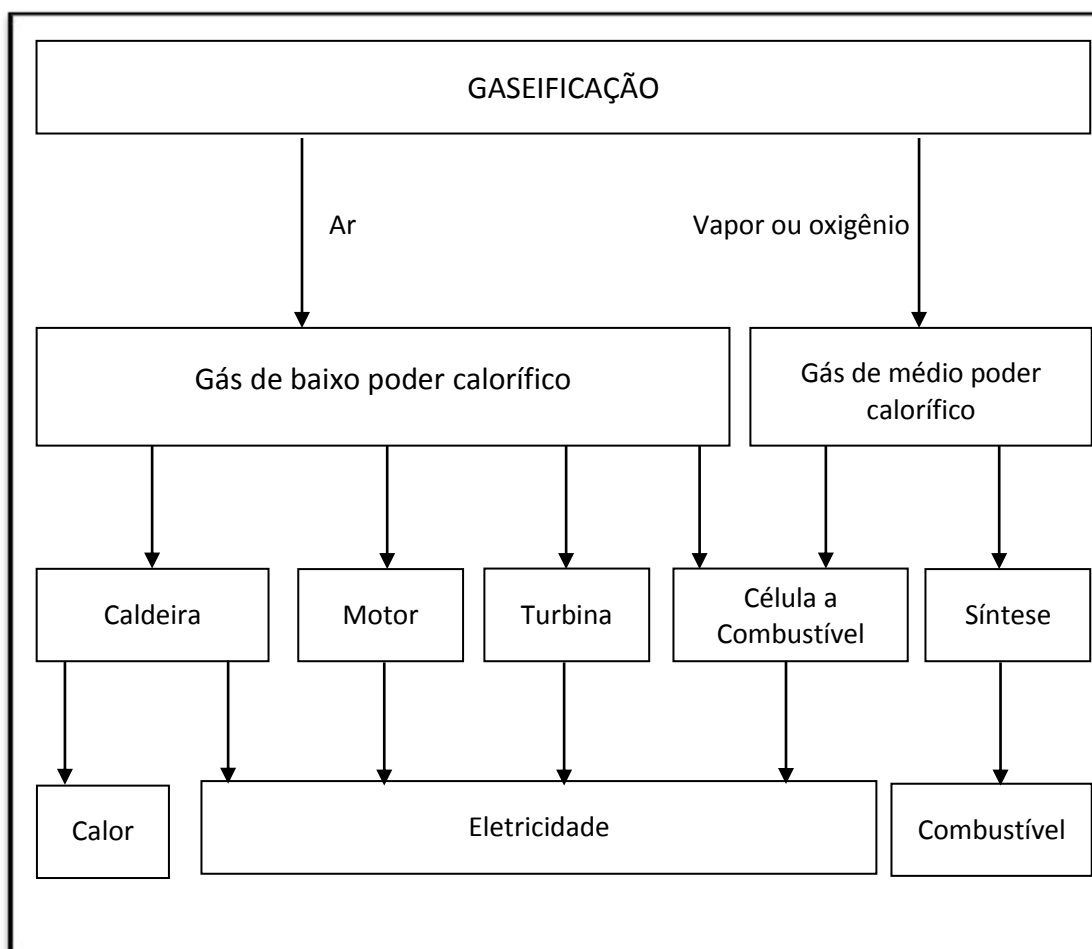 GASEIFICAÇÃO
Ar
Vapor ou oxigênio
Gás de baixo poder calorífico
Gás de médio poder
calorífico
Caldeira
Motor
Turbina
Célula a
Combustível
Síntese
Calor
Eletricidade
Combustível